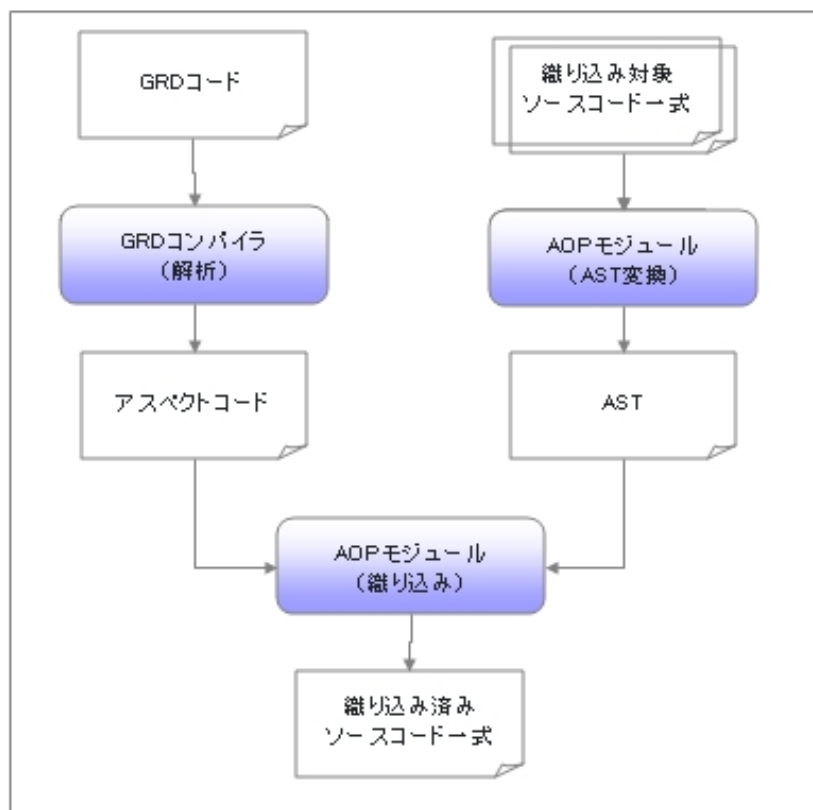 GRDコード
織り込み対象
ソースコード一式
GRDコンパイラ
（解析）
AOPモジュール
（AST変換）
アスペクトコード
AST
AOPモジュール
（織り込み）
織り込み済み
ソースコード一式